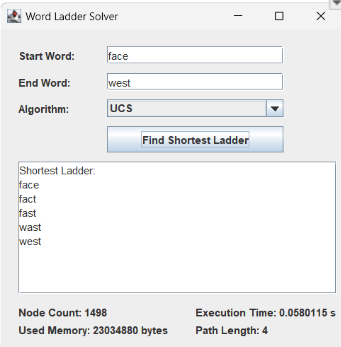 Word Ladder Solver
Start Word: face
End Word: west
Algorithm: UCS
Find Shortest Ladder
Shortest Ladder:
face
fact
fast
wast
west
Node Count: 1498 Execution Time: 0.0580115 s
Used Memory: 23034880 bytes Path Length: 4